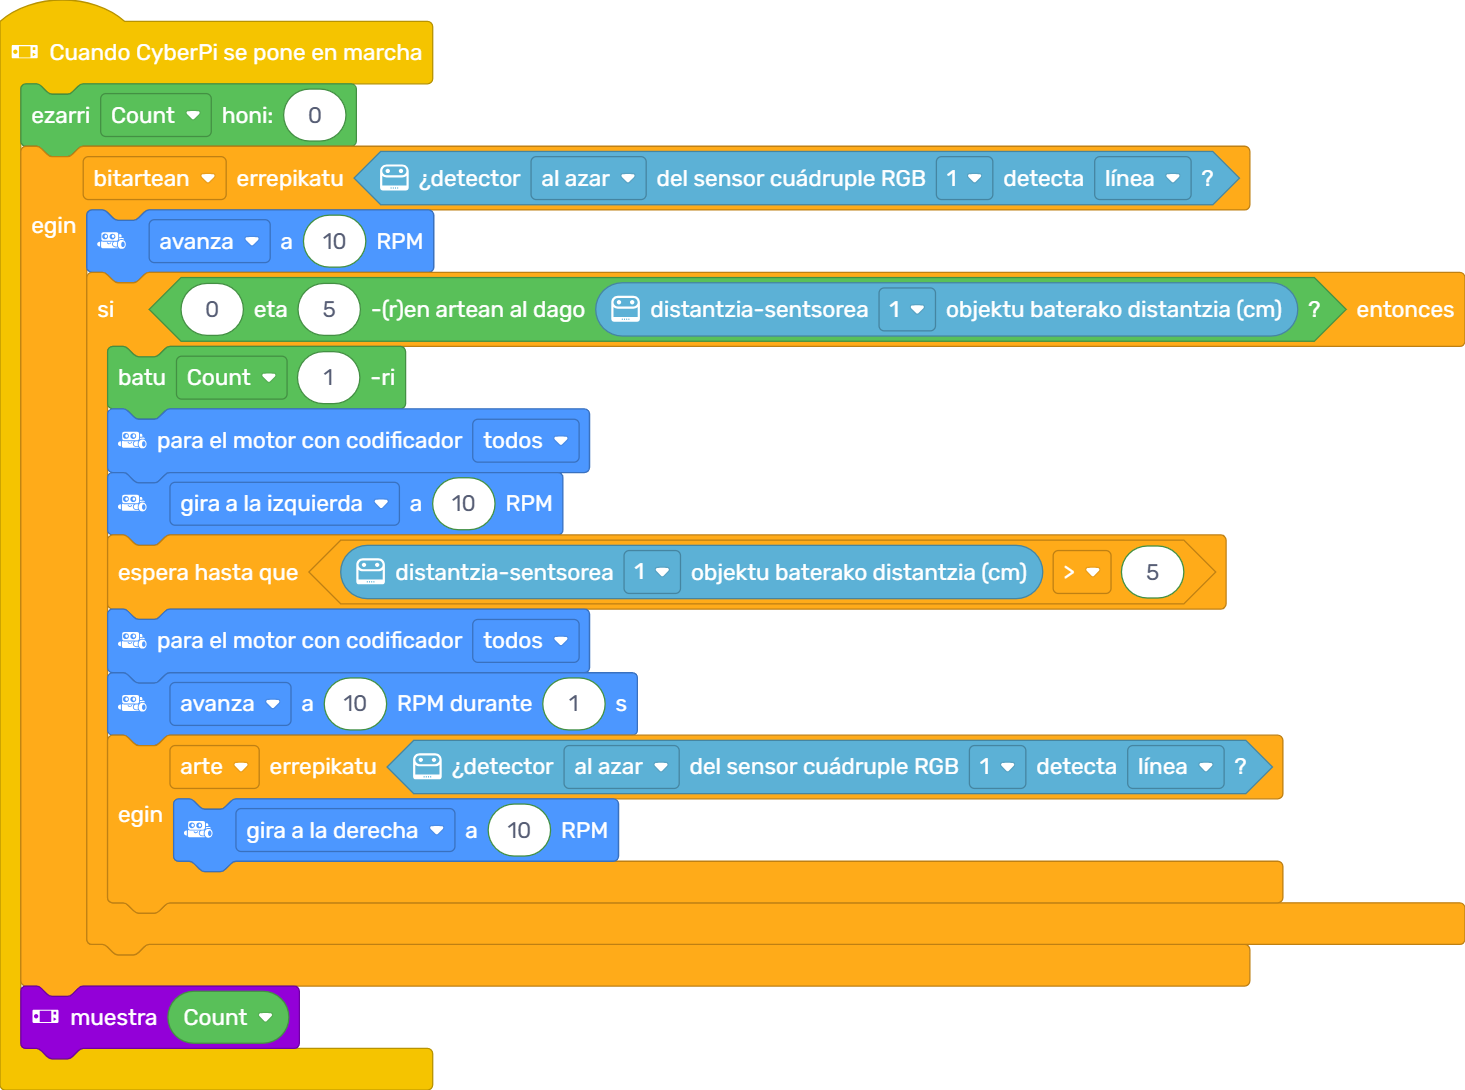 Cuando CyberPi se pone en marcha
ezarri Count honi: 0
bitartean errepikatu ¿detector al azar del sensor cuádruple RGB 1 detecta línea ?
egin
avanza a 10 RPM
si 0 eta 5 -(r)en artean al dago distantzia-sentsorea 1 objektu baterako distantzia (cm) ? entonces
batu Count 1 -ri
para el motor con codificador todos
gira a la izquierda a 10 RPM
espera hasta que distantzia-sentsorea 1 objektu baterako distantzia (cm) > 5
para el motor con codificador todos
avanza a 10 RPM durante 1 s
arte errepikatu ¿detector al azar del sensor cuádruple RGB 1 detecta línea ?
egin
gira a la derecha a 10 RPM
muestra Count